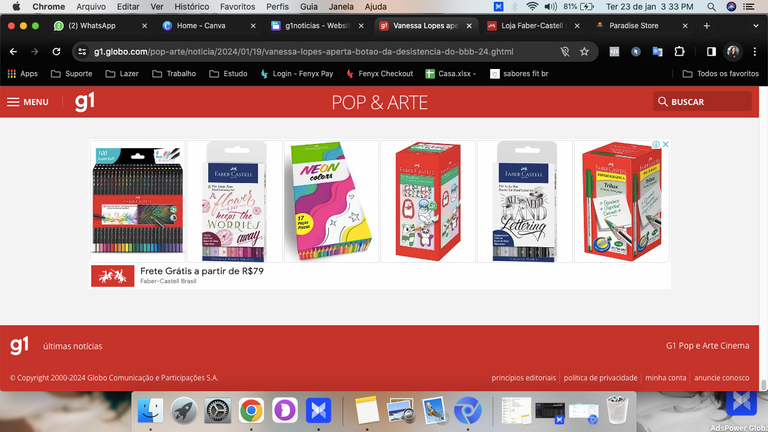 Chrome Arquivo Editar Ver Histórico Favoritos Perfis Guia Janela Ajuda 81% Ter 23 de jan 3 33 PM
(2) WhatsApp Home - Canva g1noticias - Websit Vanessa Lopes ape Loja Faber-Castell Paradise Store
g1.globo.com/pop-arte/noticia/2024/01/19/vanessa-lopes-aperta-botao-da-desistencia-do-bbb-24.ghtml
Apps Suporte Lazer Trabalho Estudo Login - Fenyx Pay Fenyx Checkout Casa.xlsx - sabores fit br Todos os favoritos
MENU g1 POP & ARTE BUSCAR
100
FABER-CASTELL
A flower
keeps the
WORRIES
away
NEON
colors
17
FABER-CASTELL
HAND
Lettering
Trilux
Frete Grátis a partir de R$79
Faber-Castell Brasil
g1 últimas notícias G1 Pop e Arte Cinema
© Copyright 2000-2024 Globo Comunicação e Participações S.A. princípios editoriais política de privacidade minha conta anuncie conosco
AdsPower Globa